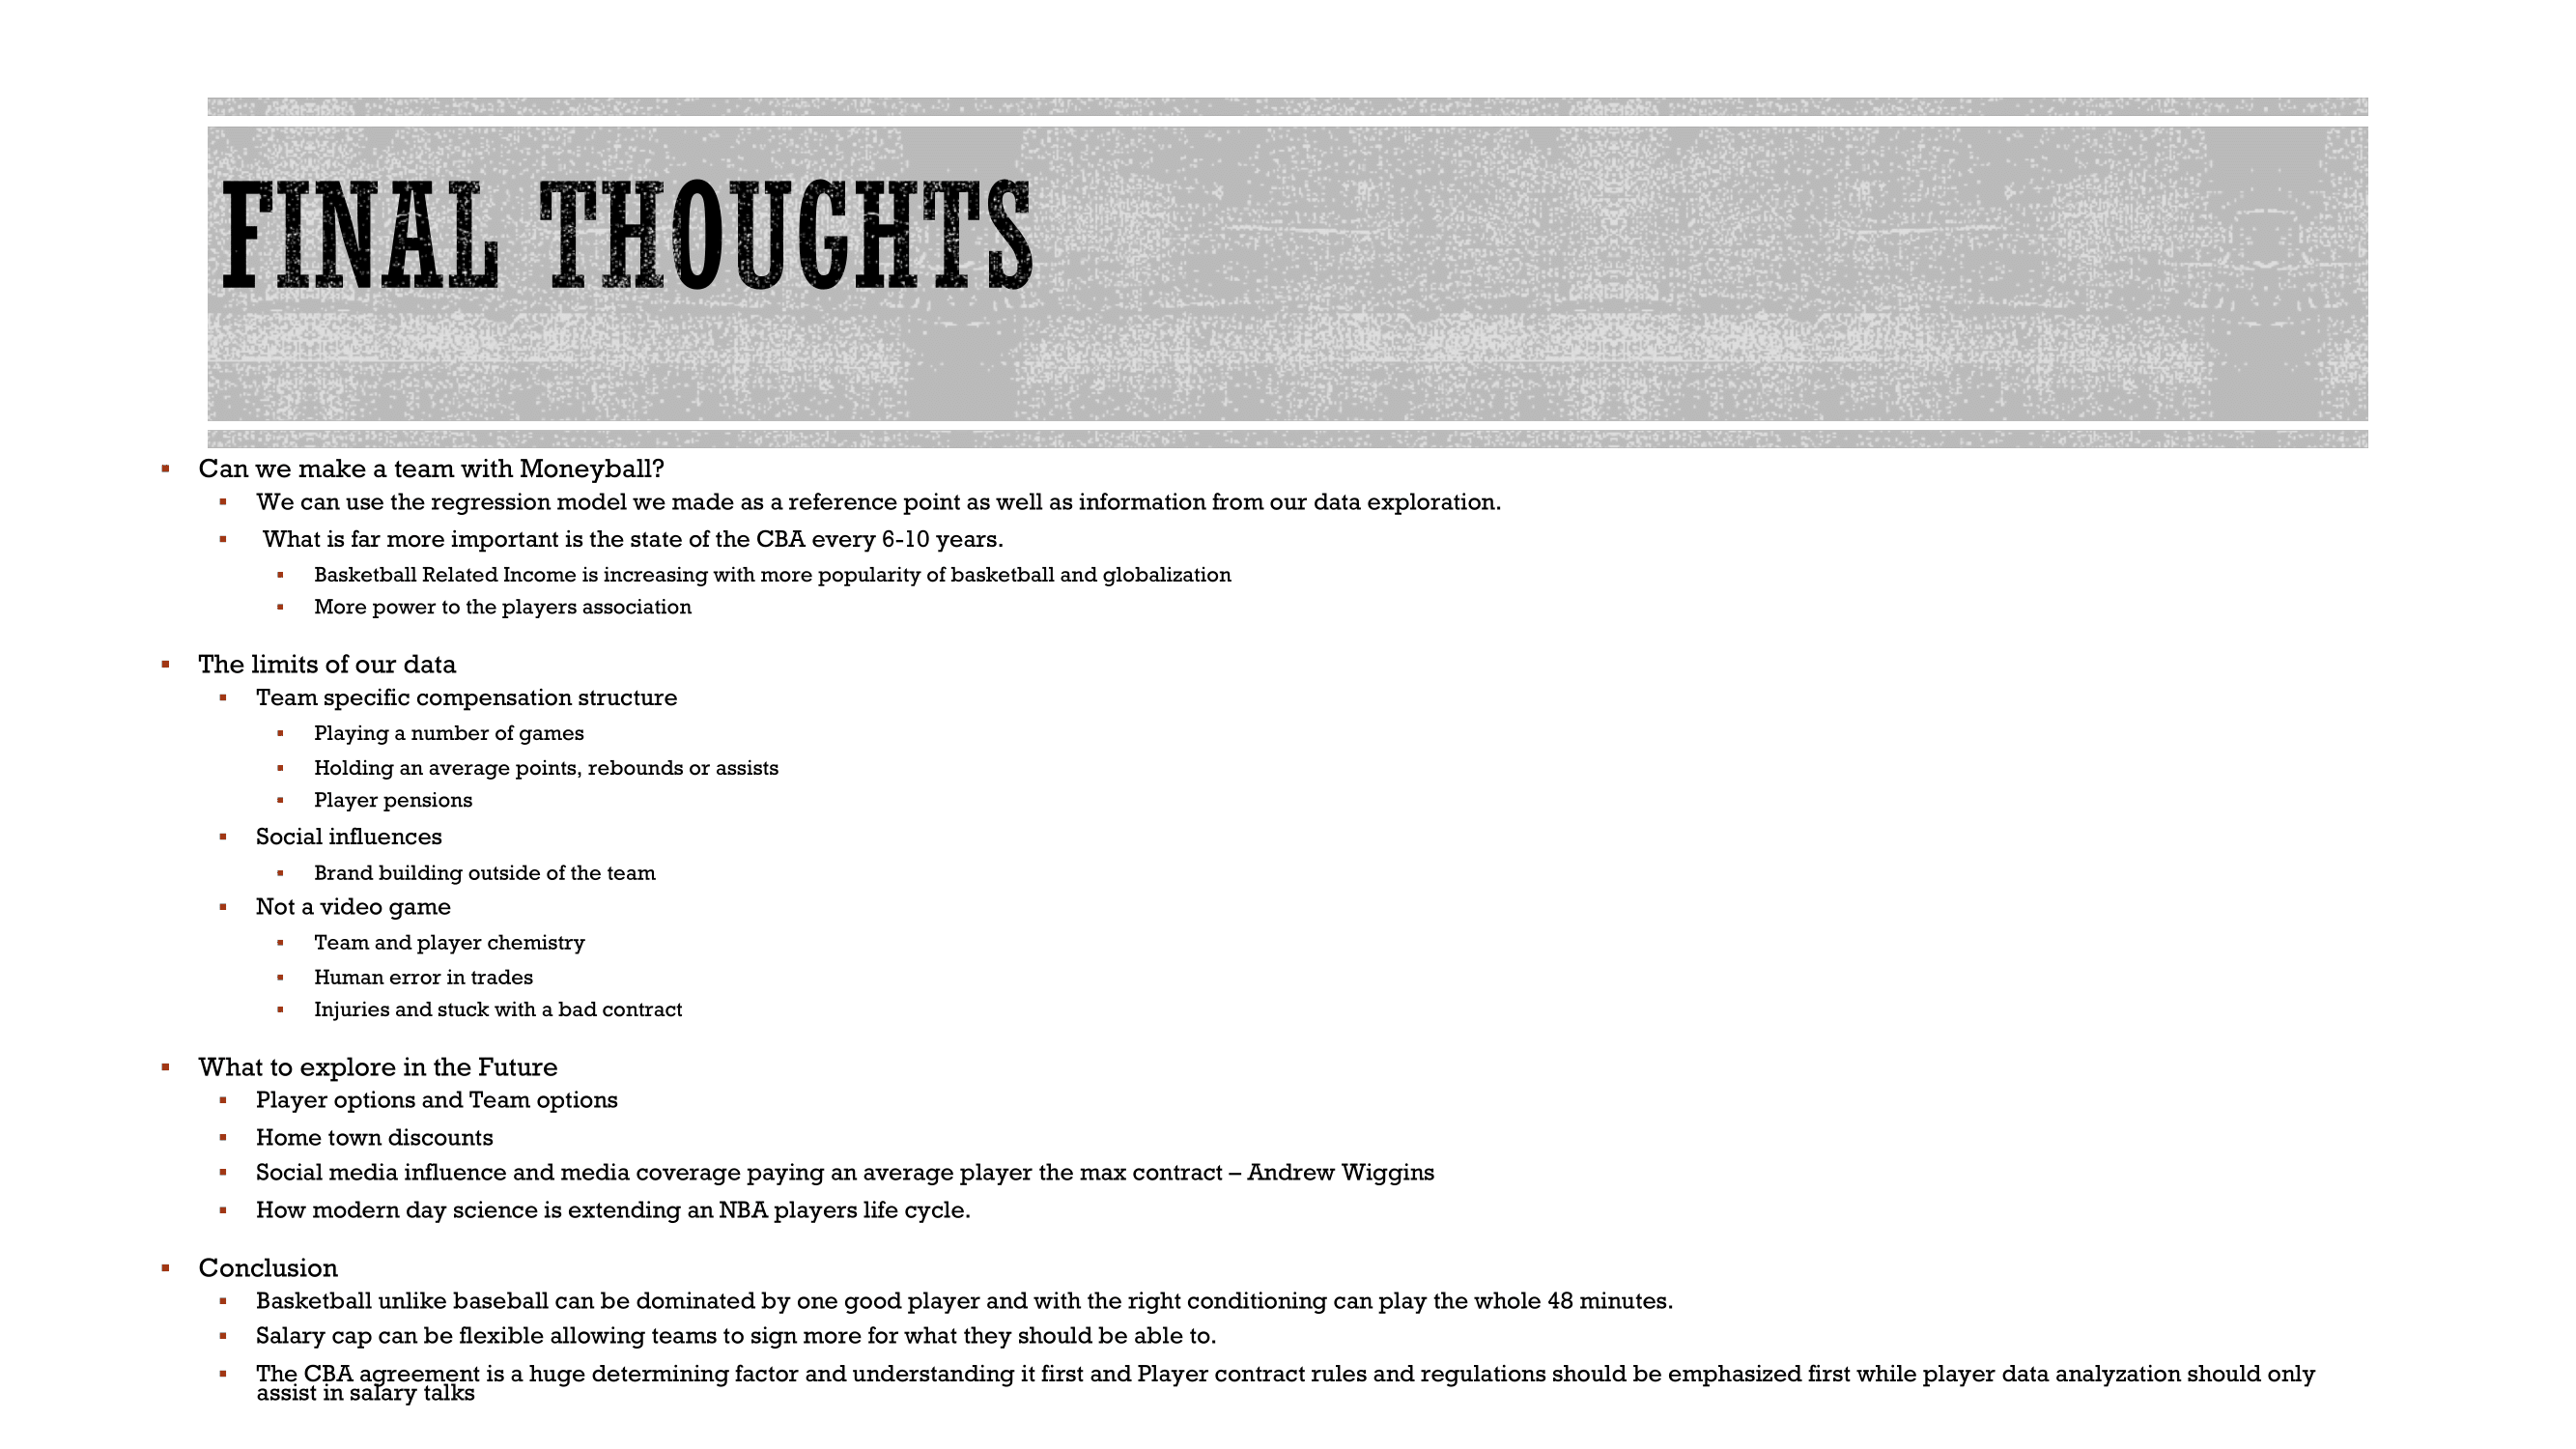 FINAL THOUGHTS
▪ Can we make a team with Moneyball?
▪ We can use the regression model we made as a reference point as well as information from our data exploration.
▪ What is far more important is the state of the CBA every 6-10 years.
▪ Basketball Related Income is increasing with more popularity of basketball and globalization
▪ More power to the players association
▪ The limits of our data
▪ Team specific compensation structure
▪ Playing a number of games
▪ Holding an average points, rebounds or assists
▪ Player pensions
▪ Social influences
▪ Brand building outside of the team
▪ Not a video game
▪ Team and player chemistry
▪ Human error in trades
▪ Injuries and stuck with a bad contract
▪ What to explore in the Future
▪ Player options and Team options
▪ Home town discounts
▪ Social media influence and media coverage paying an average player the max contract – Andrew Wiggins
▪ How modern day science is extending an NBA players life cycle.
▪ Conclusion
▪ Basketball unlike baseball can be dominated by one good player and with the right conditioning can play the whole 48 minutes.
▪ Salary cap can be flexible allowing teams to sign more for what they should be able to.
▪ The CBA agreement is a huge determining factor and understanding it first and Player contract rules and regulations should be emphasized first while player data analyzation should only
assist in salary talks